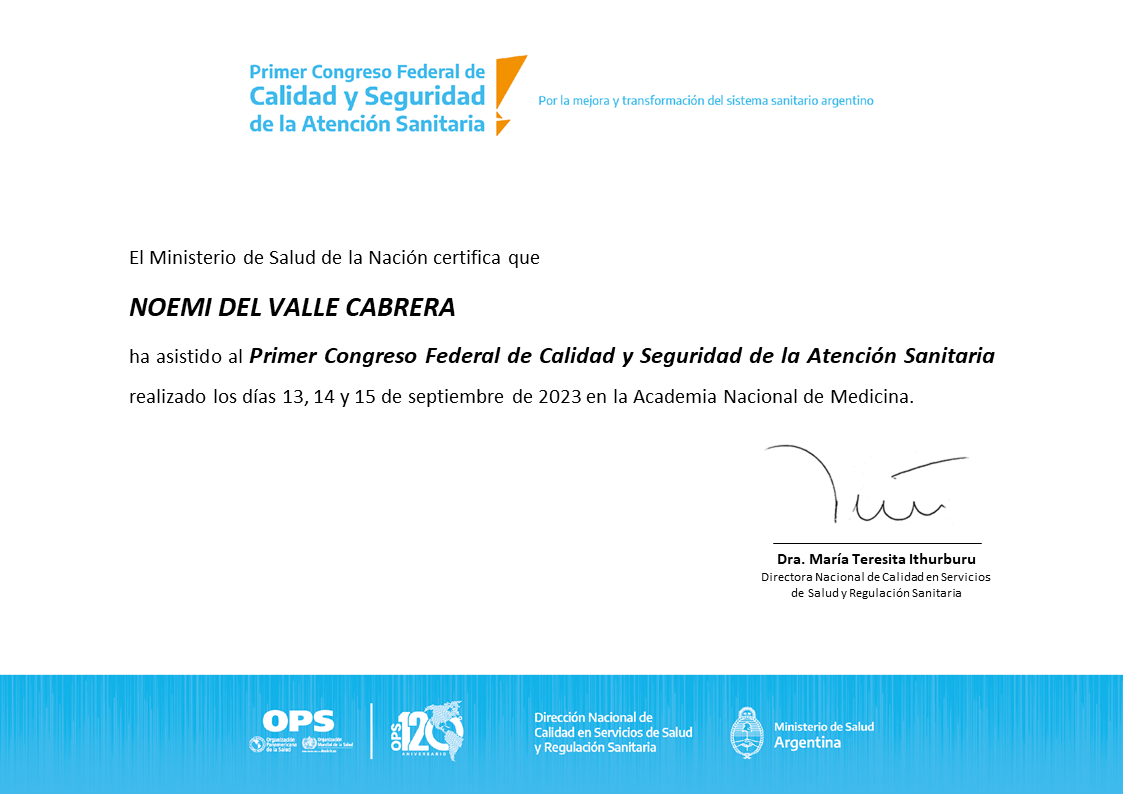 Primer Congreso Federal de
Calidad y Seguridad
de la Atención Sanitaria
Por la mejora y transformación del sistema sanitario argentino
El Ministerio de Salud de la Nación certifica que
NOEMI DEL VALLE CABRERA
ha asistido al Primer Congreso Federal de Calidad y Seguridad de la Atención Sanitaria
realizado los días 13, 14 y 15 de septiembre de 2023 en la Academia Nacional de Medicina.
Dra. María Teresita Ithurburu
Directora Nacional de Calidad en Servicios
de Salud y Regulación Sanitaria
OPS
Organización
Panamericana
de la Salud
Organización
Mundial de la Salud
OPS
120
ANIVERSARIO
Dirección Nacional de
Calidad en Servicios de Salud
y Regulación Sanitaria
Ministerio de Salud
Argentina